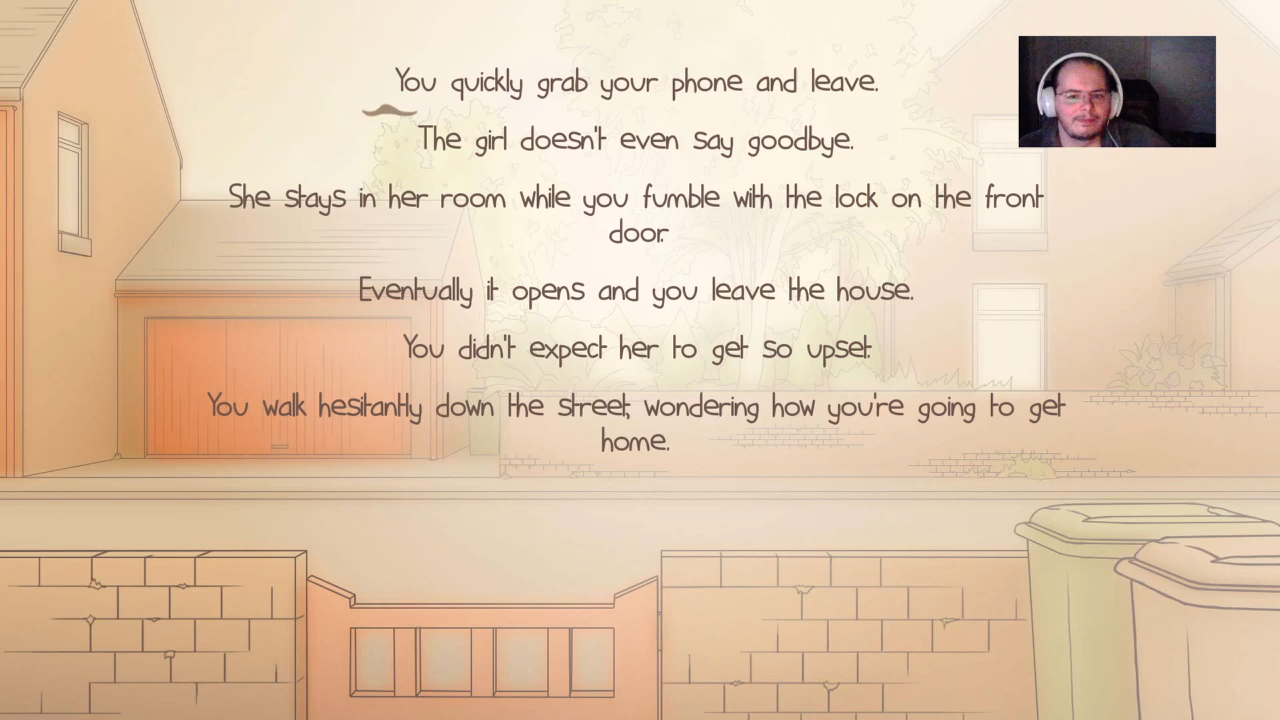 You quickly grab your phone and leave.
The girl doesn't even say goodbye.
She stays in her room while you fumble with the lock on the front
door.
Eventually it opens and you leave the house.
You didn't expect her to get so upset.
You walk hesitantly down the street, wondering how you're going to get
home.